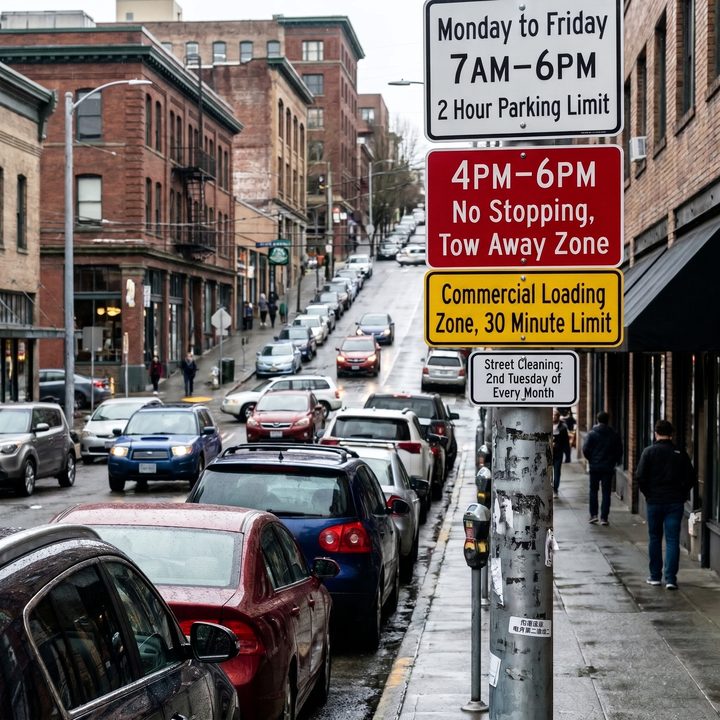 Monday to Friday
7AM–6PM
2 Hour Parking Limit
4PM–6PM
No Stopping,
Tow Away Zone
Commercial Loading
Zone, 30 Minute Limit
Street Cleaning:
2nd Tuesday of
Every Month